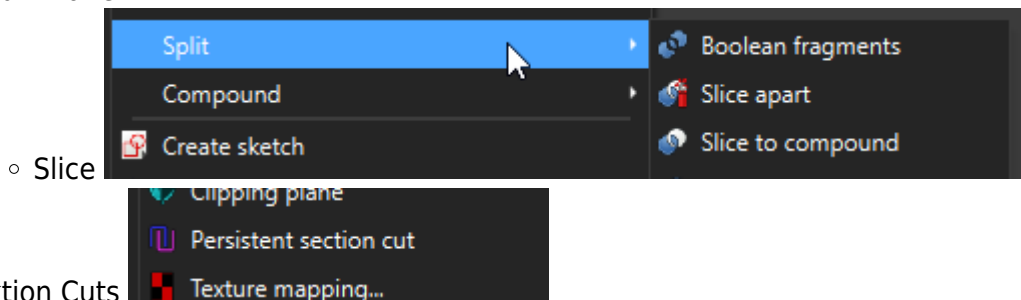 Split
Boolean fragments
Compound
Slice apart
Create sketch
Slice to compound
Slice
Clipping plane
Persistent section cut
Texture mapping...
Cuts